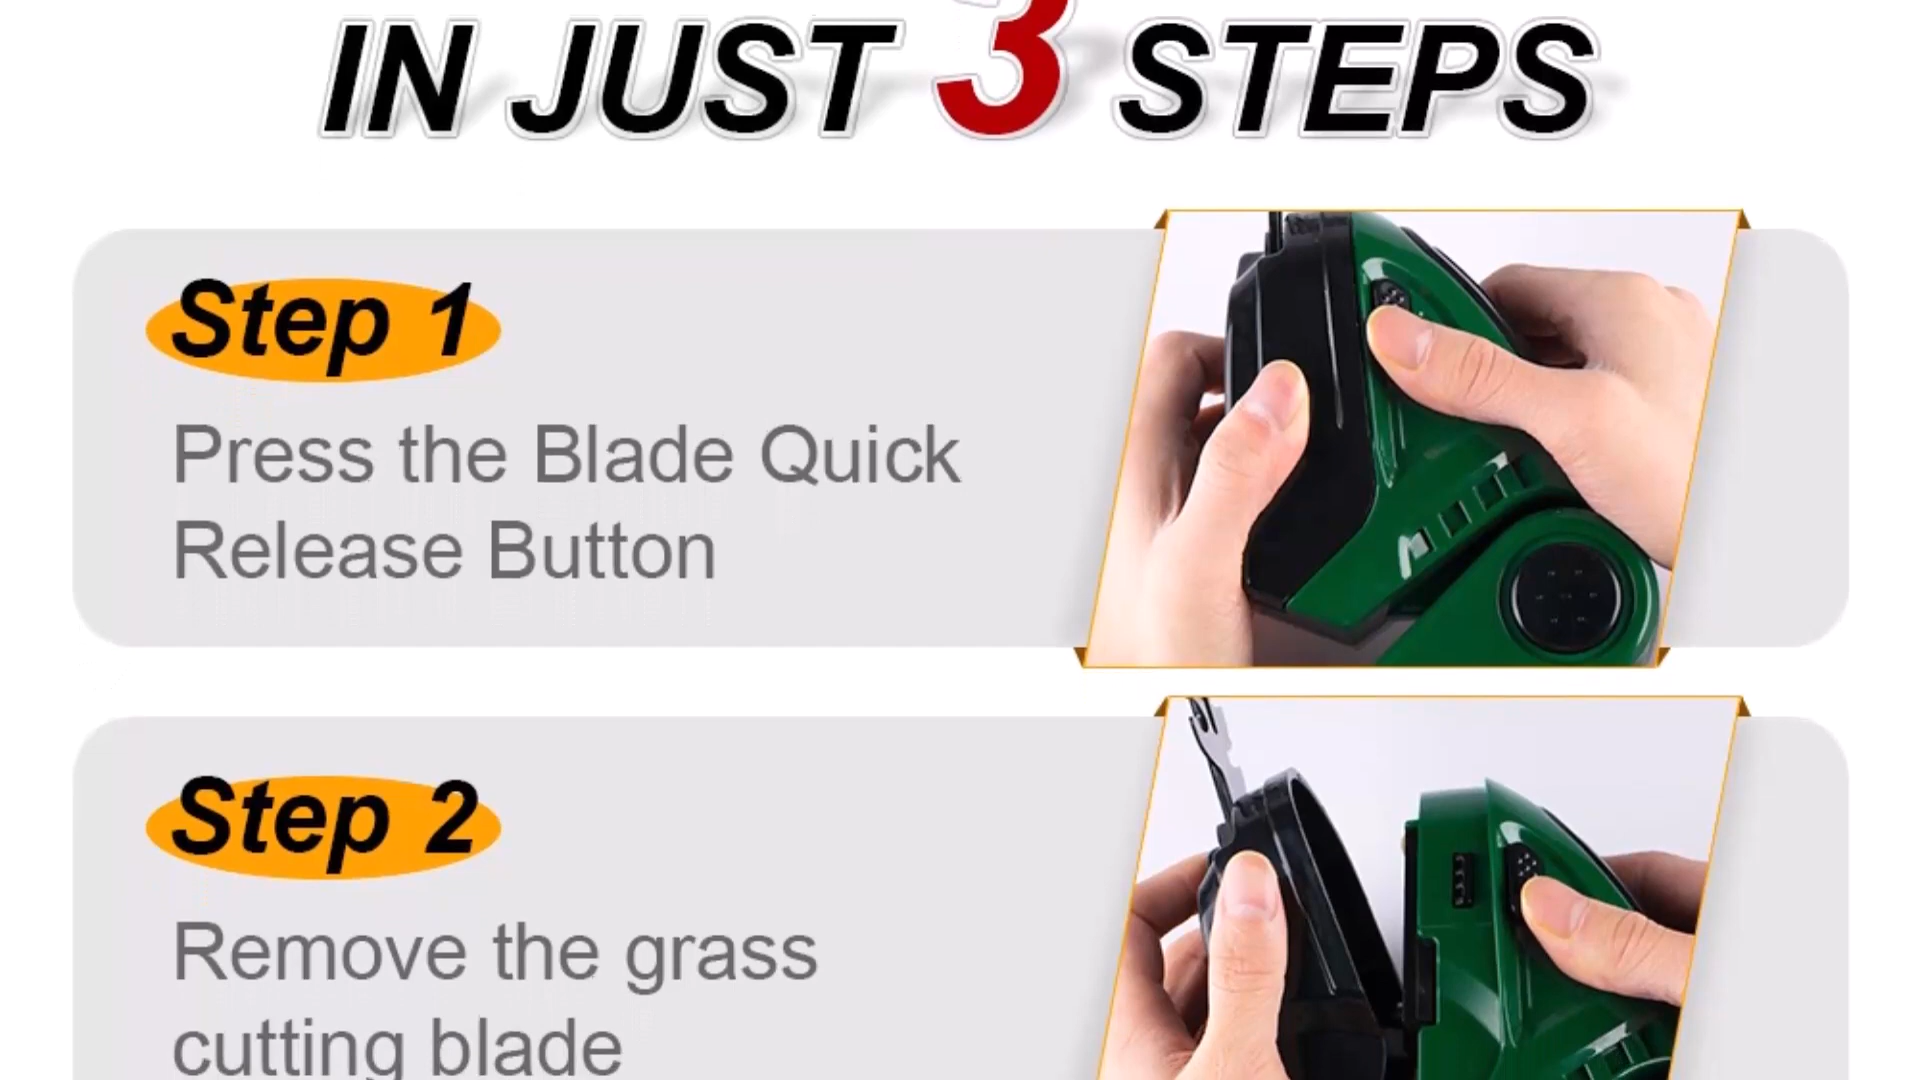 IN JUST 3 STEPS
Step 1
Press the Blade Quick
Release Button
Step 2
Remove the grass
cutting blade